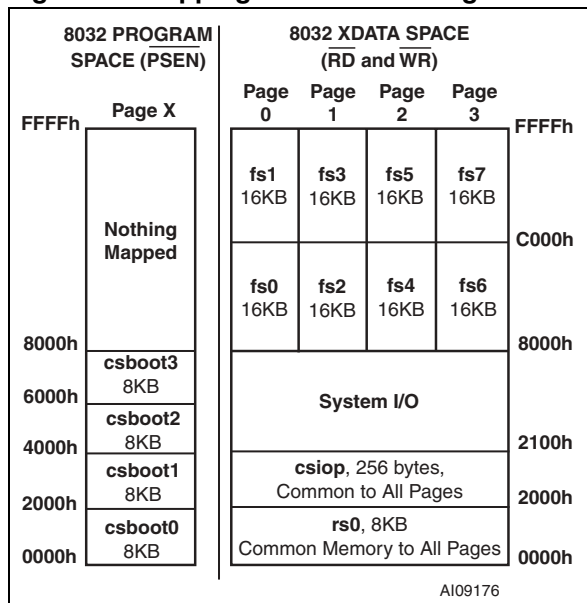 8032 PROGRAM
SPACE (PSEN)
Page X
FFFFh
Nothing
Mapped
8000h
csboot3
8KB
6000h
csboot2
8KB
4000h
csboot1
8KB
2000h
csboot0
8KB
0000h
8032 XDATA SPACE
(RD and WR)
Page
0
Page
1
Page
2
Page
3
FFFFh
fs1
16KB
fs3
16KB
fs5
16KB
fs7
16KB
C000h
fs0
16KB
fs2
16KB
fs4
16KB
fs6
16KB
8000h
System I/O
2100h
csiop, 256 bytes,
Common to All Pages
2000h
rs0, 8KB
Common Memory to All Pages
0000h
AI09176